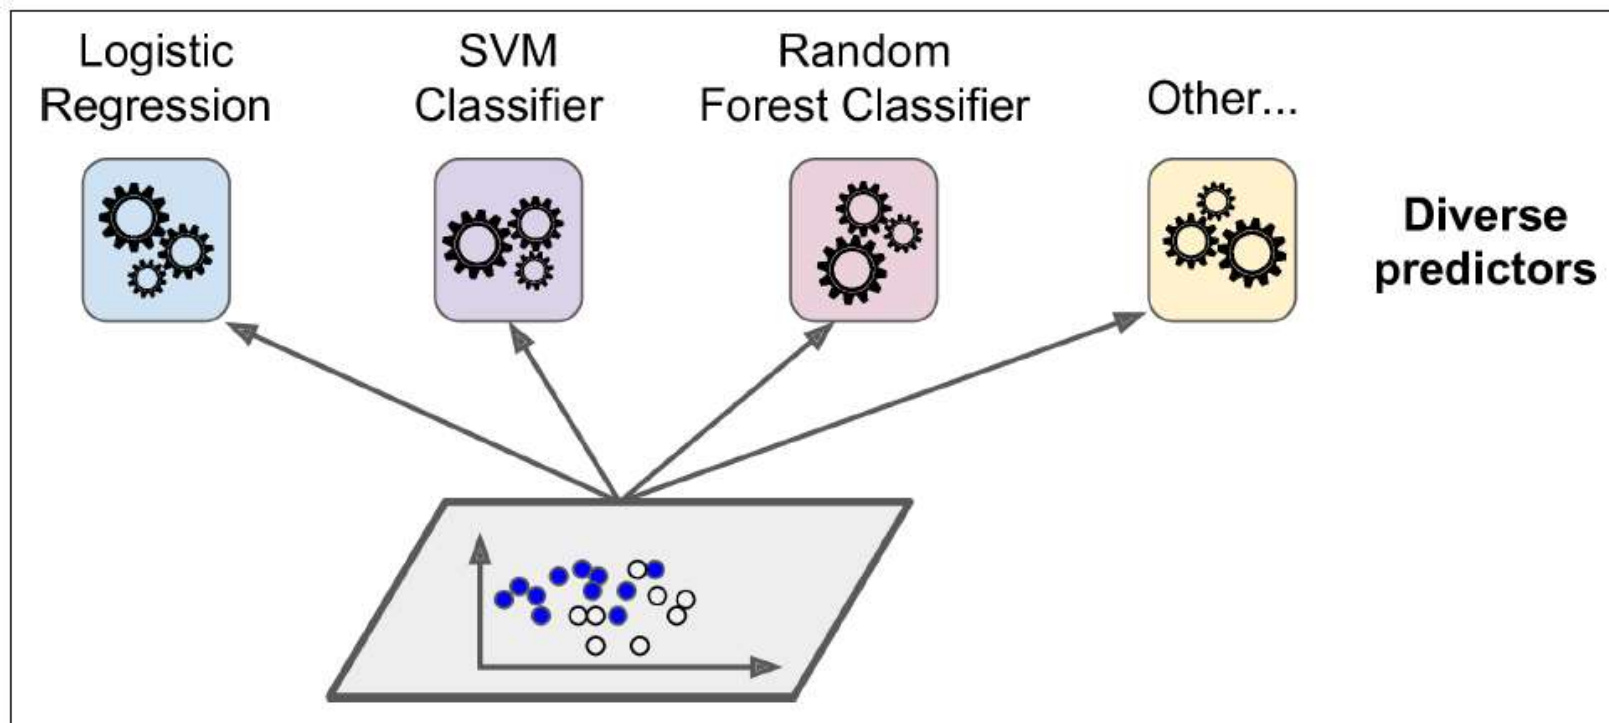 Logistic
Regression
SVM
Classifier
Random
Forest Classifier
Other...
Diverse
predictors